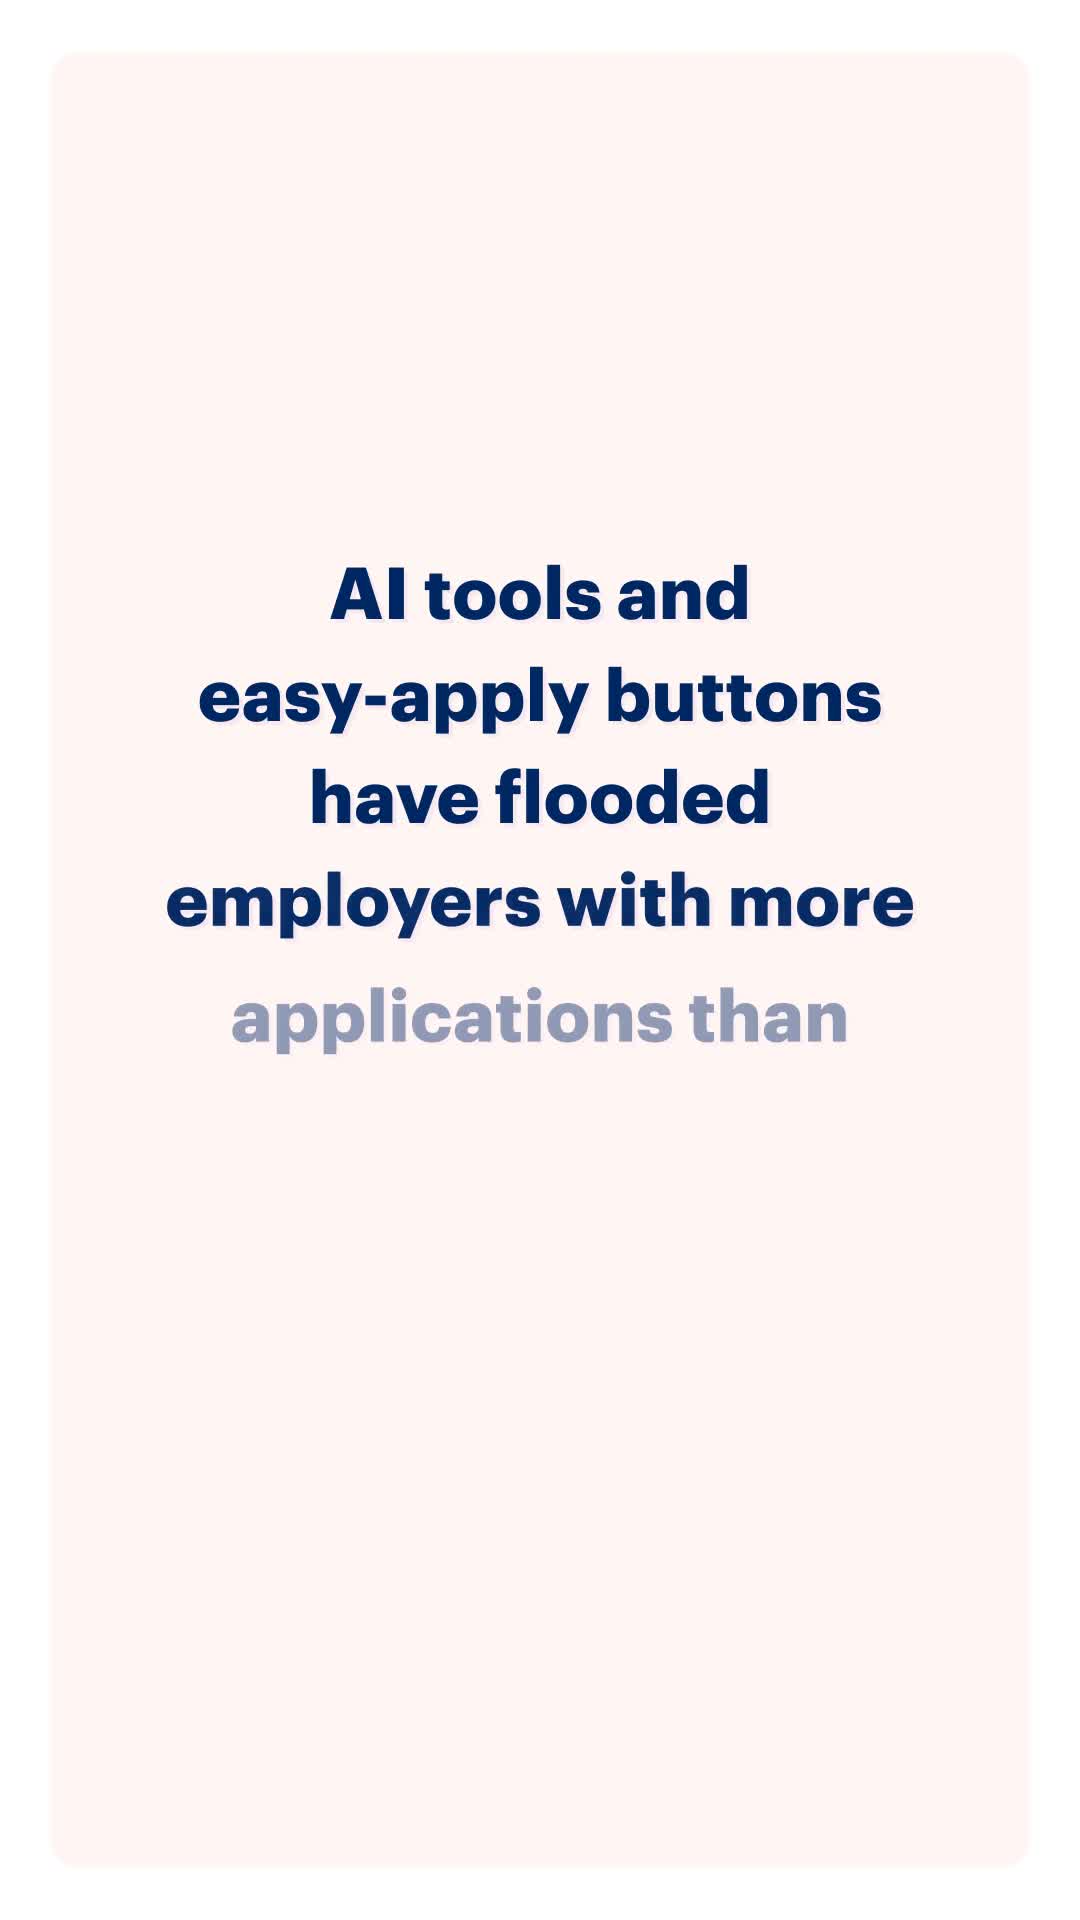 AI tools and
easy-apply buttons
have flooded
employers with more
applications than